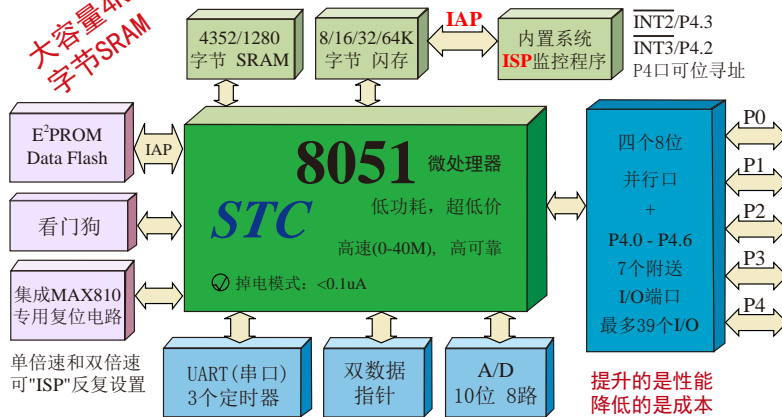 大容量4K
字节SRAM
4352/1280
字节 SRAM
8/16/32/64K
字节 闪存
IAP
内置系统
ISP监控程序
INT2/P4.3
INT3/P4.2
P4口可位寻址
E²PROM
Data Flash
IAP
看门狗
集成MAX810
专用复位电路
单倍速和双倍速
可"ISP"反复设置
8051 微处理器
STC
低功耗，超低价
高速(0-40M)，高可靠
掉电模式：<0.1uA
四个8位
并行口
+
P4.0 - P4.6
7个附送
I/O端口
最多39个I/O
P0
P1
P2
P3
P4
UART(串口)
3个定时器
双数据
指针
A/D
10位 8路
提升的是性能
降低的是成本